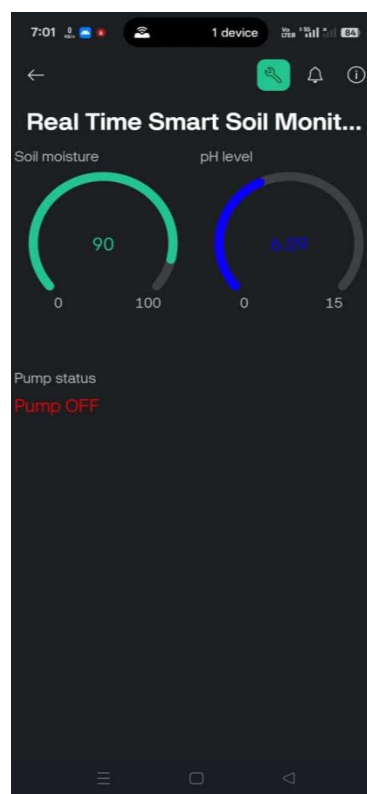 7:01 1 device 84
Real Time Smart Soil Monit...
Soil moisture pH level
90
0 100 0 15
Pump status
Pump OFF